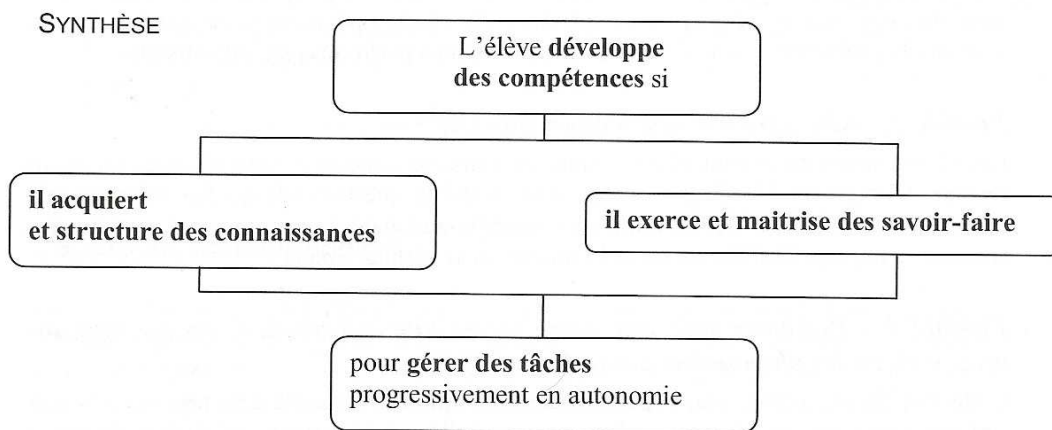 SYNTHÈSE
L'élève développe
des compétences si
il acquiert
et structure des connaissances
il exerce et maitrise des savoir-faire
pour gérer des tâches
progressivement en autonomie